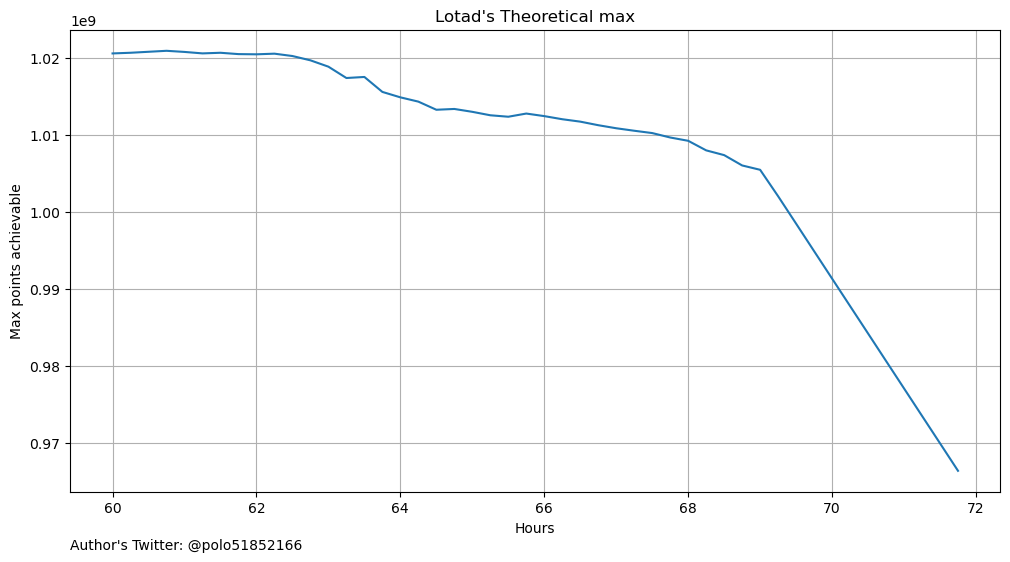 Lotad's Theoretical max
1e9
1.02
1.01
1.00
0.99
0.98
0.97
Max points achievable
60 62 64 66 68 70 72
Hours
Author's Twitter: @polo51852166